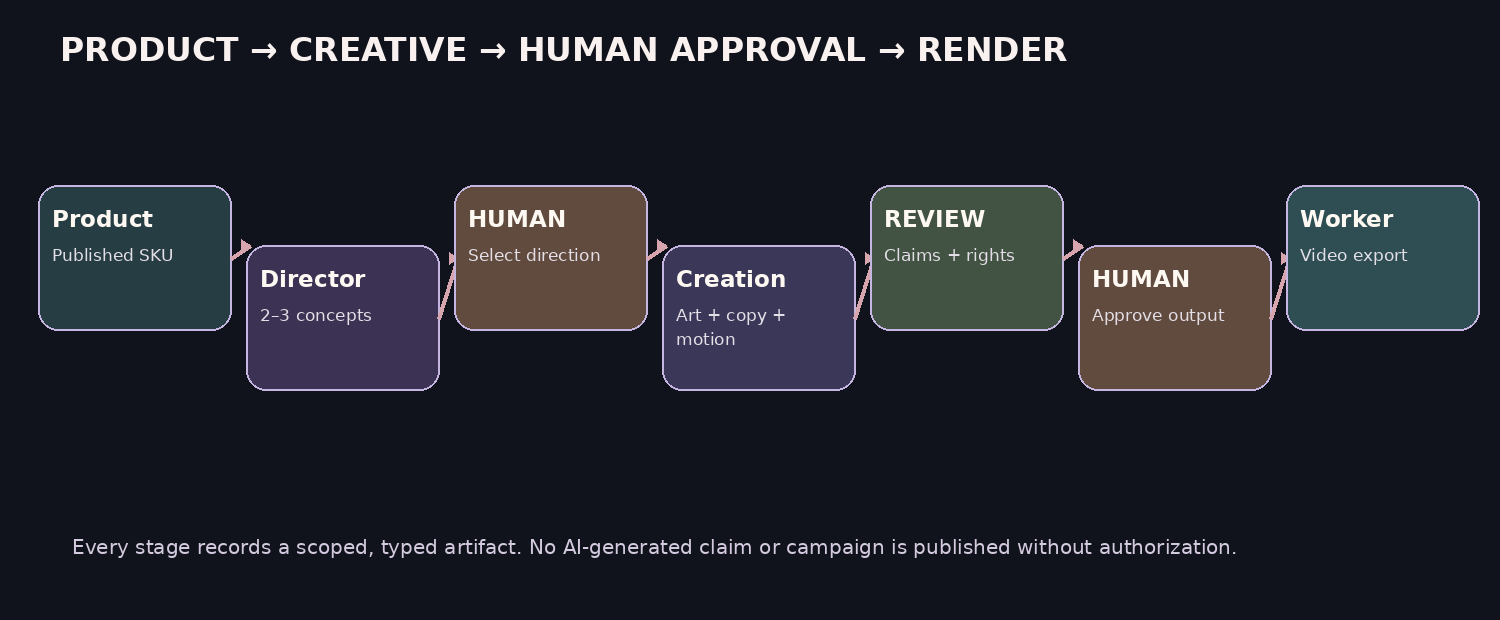 PRODUCT → CREATIVE → HUMAN APPROVAL → RENDER
Product
Published SKU
Director
2–3 concepts
HUMAN
Select direction
Creation
Art + copy +
motion
REVIEW
Claims + rights
HUMAN
Approve output
Worker
Video export
Every stage records a scoped, typed artifact. No AI-generated claim or campaign is published without authorization.